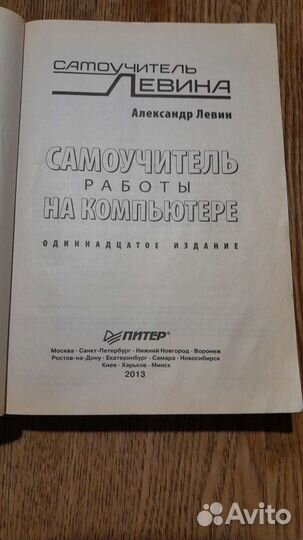 САМОУЧИТЕЛЬ
ЛЕВИНА
Александр Левин
САМОУЧИТЕЛЬ
РАБОТЫ
НА КОМПЬЮТЕРЕ
ОДИННАДЦАТОЕ ИЗДАНИЕ
ПИТЕР®
Москва · Санкт-Петербург · Нижний Новгород · Воронеж
Ростов-на-Дону · Екатеринбург · Самара · Новосибирск
Киев · Харьков · Минск
2013
Avito